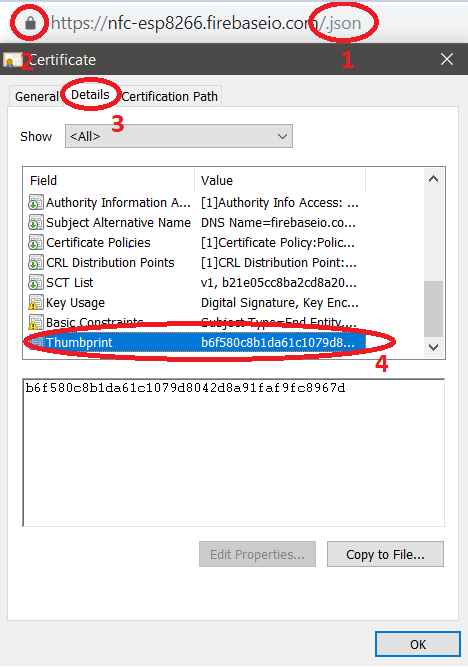 https://nfc-esp8266.firebaseio.com/.json
1
2
Certificate
General Details Certification Path
3
Show <All>
Field Value
Authority Information A... [1]Authority Info Access: ...
Subject Alternative Name DNS Name=firebaseio.co...
Certificate Policies [1]Certificate Policy:Polic...
CRL Distribution Points [1]CRL Distribution Point:...
SCT List v1, b21e05cc8ba2cd8a20...
Key Usage Digital Signature, Key Enc...
Basic Constraints Subject Type=End Entity, ...
Thumbprint b6f580c8b1da61c1079d8...
4
b6f580c8b1da61c1079d8042d8a91faf9fc8967d
Edit Properties... Copy to File...
OK